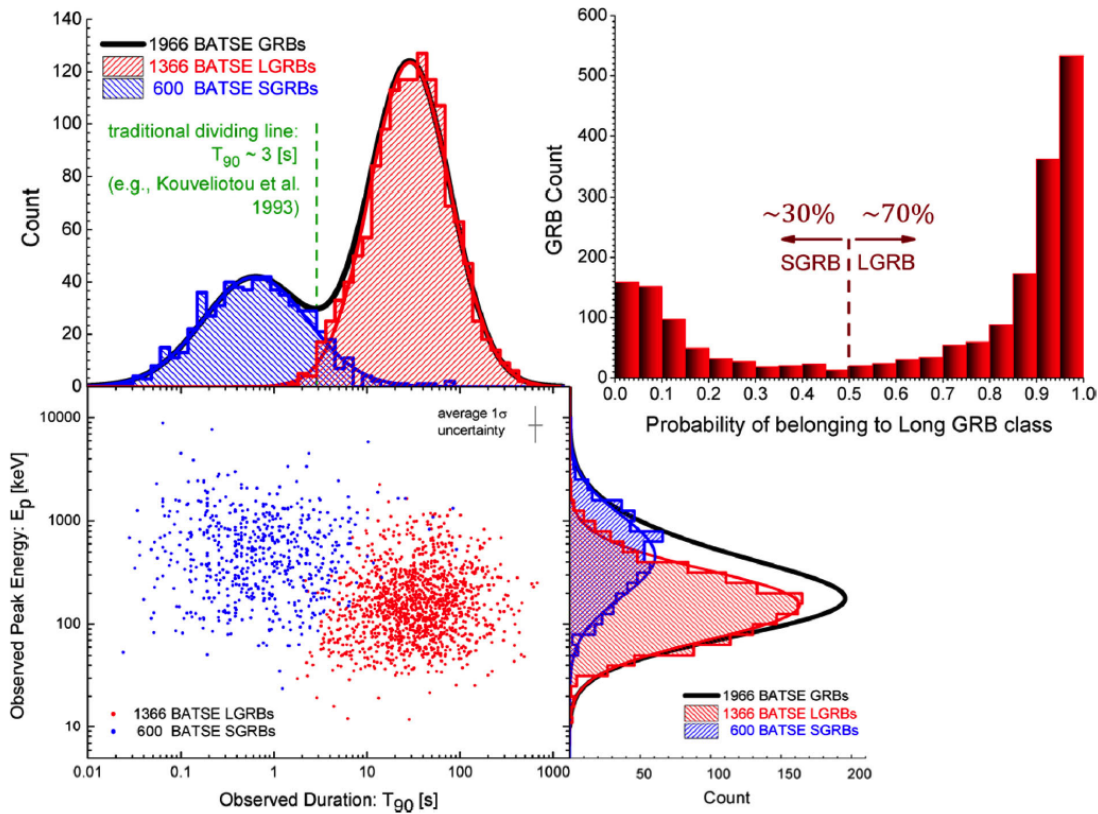 140
120
100
80
60
40
20
0
Count
1966 BATSE GRBs
1366 BATSE LGRBs
600 BATSE SGRBs
traditional dividing line:
T90 ~ 3 [s]
(e.g., Kouveliotou et al.
1993)
600
500
400
300
200
100
0
GRB Count
~30%
~70%
SGRB
LGRB
0.0 0.1 0.2 0.3 0.4 0.5 0.6 0.7 0.8 0.9 1.0
Probability of belonging to Long GRB class
10000
1000
100
10
Observed Peak Energy: Ep [keV]
average 1σ
uncertainty
1366 BATSE LGRBs
600 BATSE SGRBs
0.01 0.1 1 10 100 1000
Observed Duration: T90 [s]
1966 BATSE GRBs
1366 BATSE LGRBs
600 BATSE SGRBs
50 100 150 200
Count